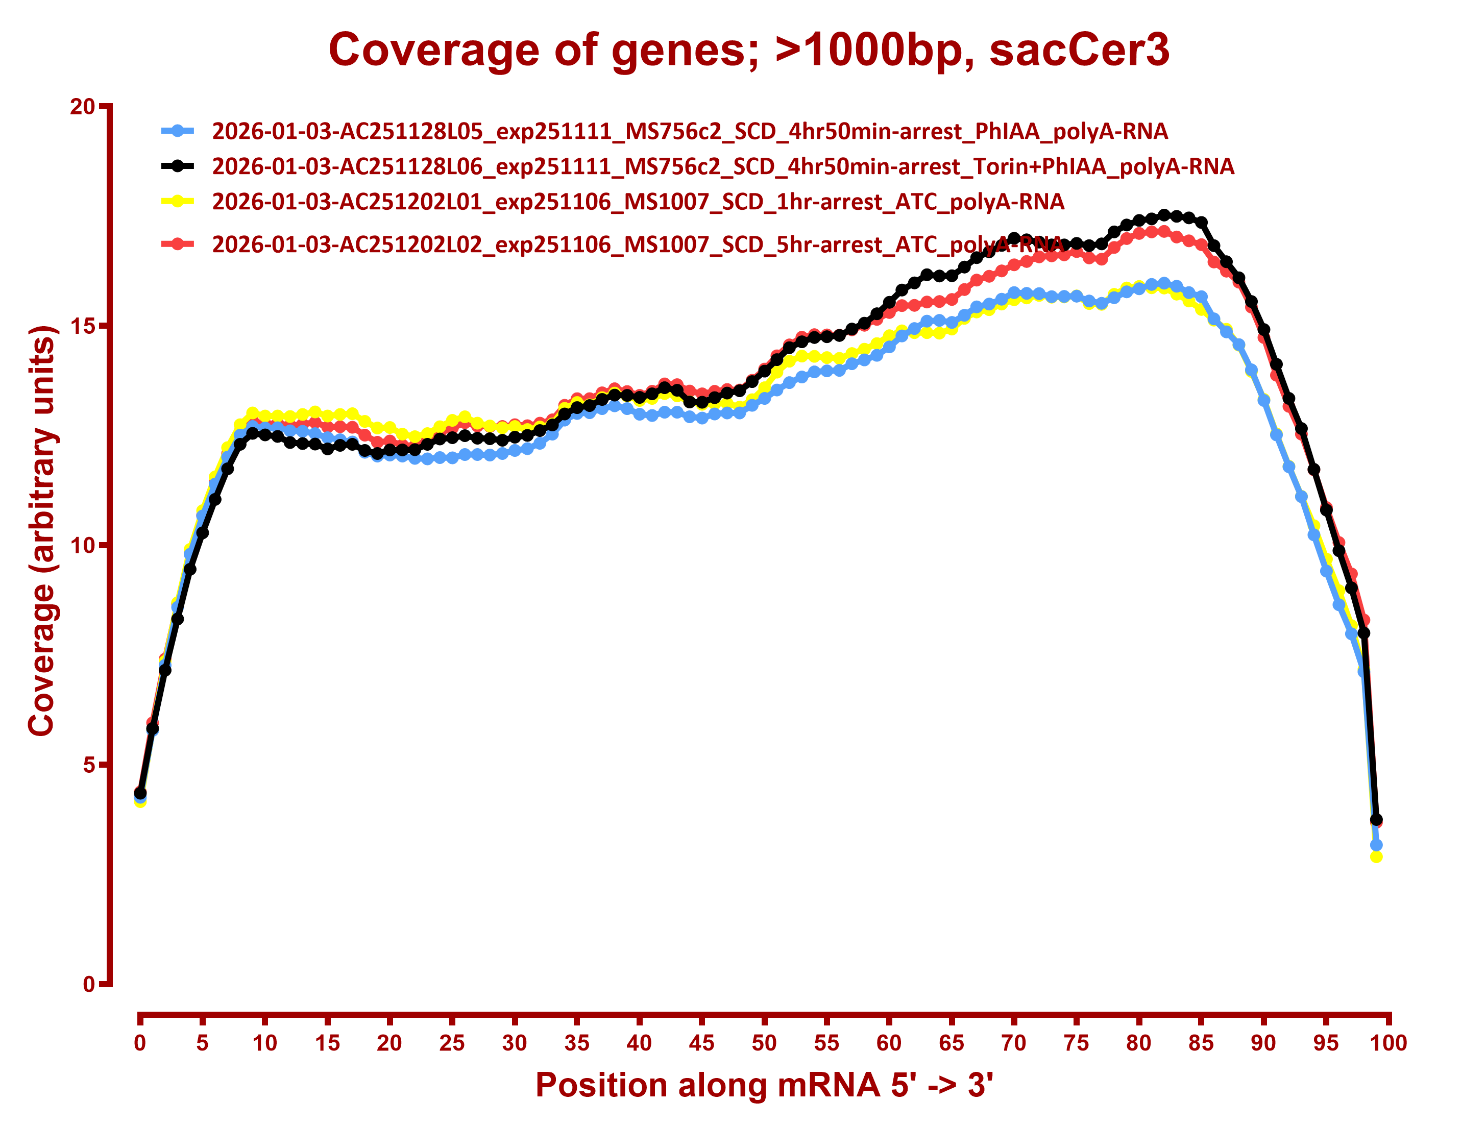 Coverage of genes; >1000bp, sacCer3
20
2026-01-03-AC251128L05_exp251111_MS756c2_SCD_4hr50min-arrest_PhIAA_polyA-RNA
2026-01-03-AC251128L06_exp251111_MS756c2_SCD_4hr50min-arrest_Torin+PhIAA_polyA-RNA
2026-01-03-AC251202L01_exp251106_MS1007_SCD_1hr-arrest_ATC_polyA-RNA
2026-01-03-AC251202L02_exp251106_MS1007_SCD_5hr-arrest_ATC_polyA-RNA
15
Coverage (arbitrary units)
10
5
0
0 5 10 15 20 25 30 35 40 45 50 55 60 65 70 75 80 85 90 95 100
Position along mRNA 5' -> 3'